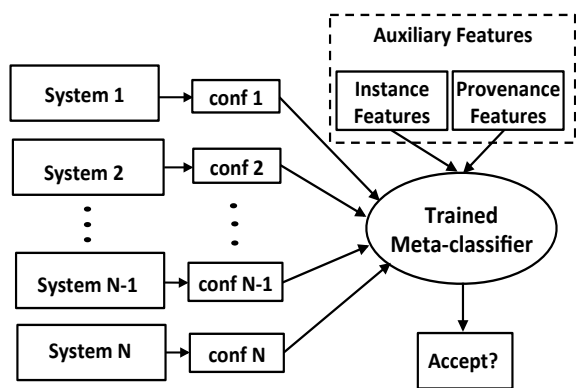 Auxiliary Features
System 1
conf 1
Instance
Features
Provenance
Features
System 2
conf 2
Trained
Meta-classifier
System N-1
conf N-1
System N
conf N
Accept?